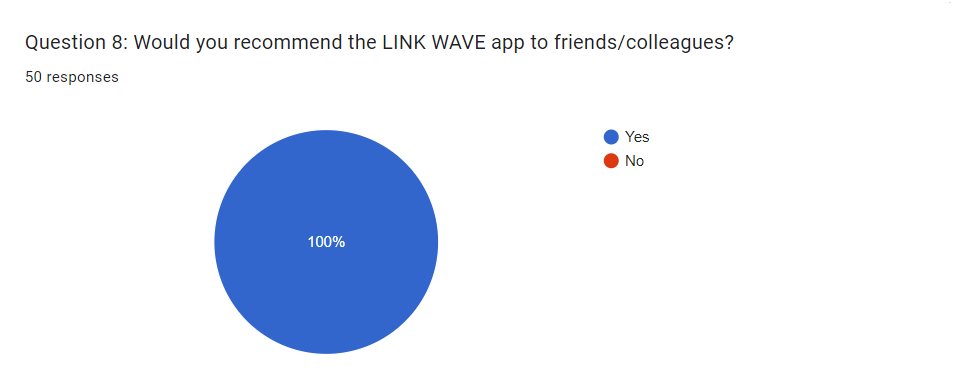 Question 8: Would you recommend the LINK WAVE app to friends/colleagues?
50 responses
Yes
No
100%